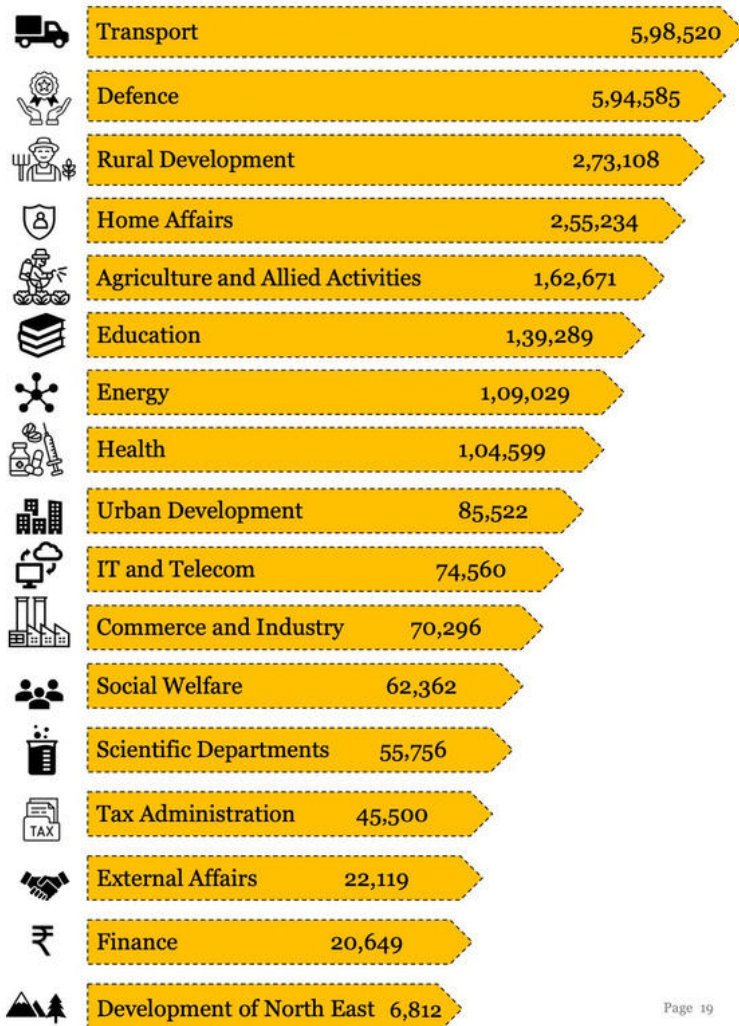 Transport 5,98,520
Defence 5,94,585
Rural Development 2,73,108
Home Affairs 2,55,234
Agriculture and Allied Activities 1,62,671
Education 1,39,289
Energy 1,09,029
Health 1,04,599
Urban Development 85,522
IT and Telecom 74,560
Commerce and Industry 70,296
Social Welfare 62,362
Scientific Departments 55,756
TAX
Tax Administration 45,500
External Affairs 22,119
₹
Finance 20,649
Development of North East 6,812
Page 19